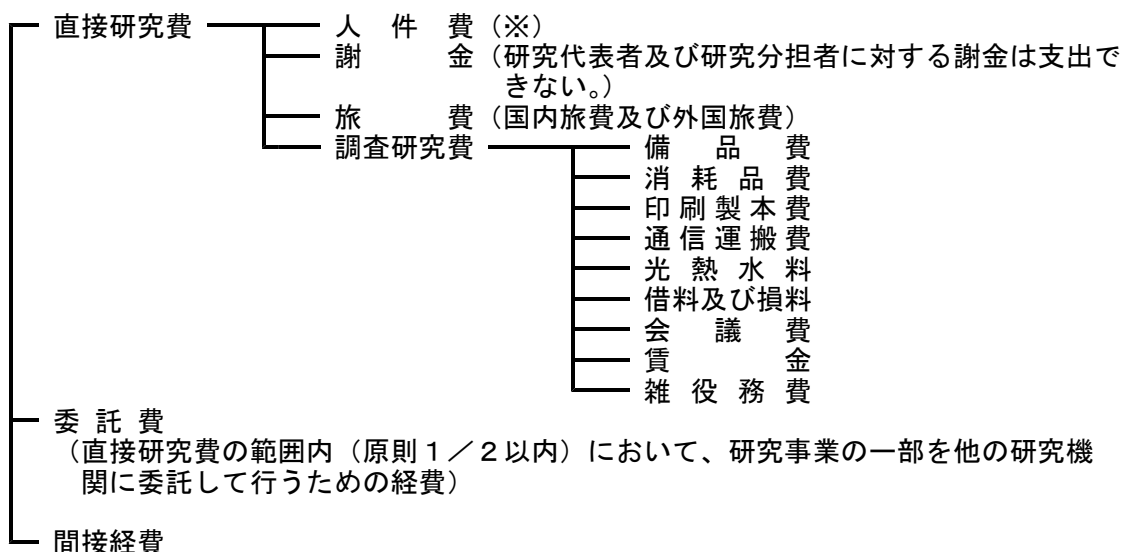 直接研究費 人件費（※）
謝金（研究代表者及び研究分担者に対する謝金は支出で
きない。）
旅費（国内旅費及び外国旅費）
調査研究費 備品費
消耗品費
印刷製本費
通信運搬費
光熱水料
借料及び損料
会議費
賃金
雑役務費
委託費
（直接研究費の範囲内（原則１／２以内）において、研究事業の一部を他の研究機
関に委託して行うための経費）
間接経費